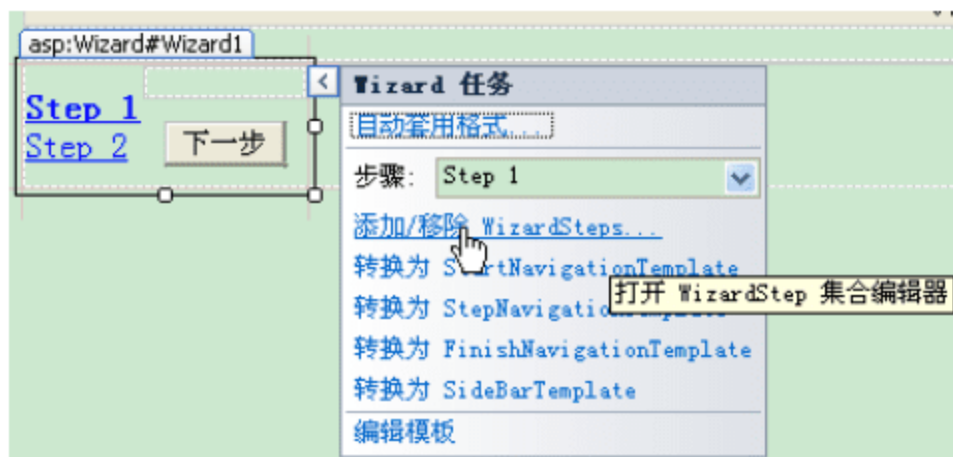 asp:Wizard#Wizard1
Step 1
Step 2
下一步
Wizard 任务
自动套用格式...
步骤: Step 1
添加/移除 WizardSteps...
转换为 StartNavigationTemplate
打开 WizardStep 集合编辑器
转换为 StepNavigationTemplate
转换为 FinishNavigationTemplate
转换为 SideBarTemplate
编辑模板